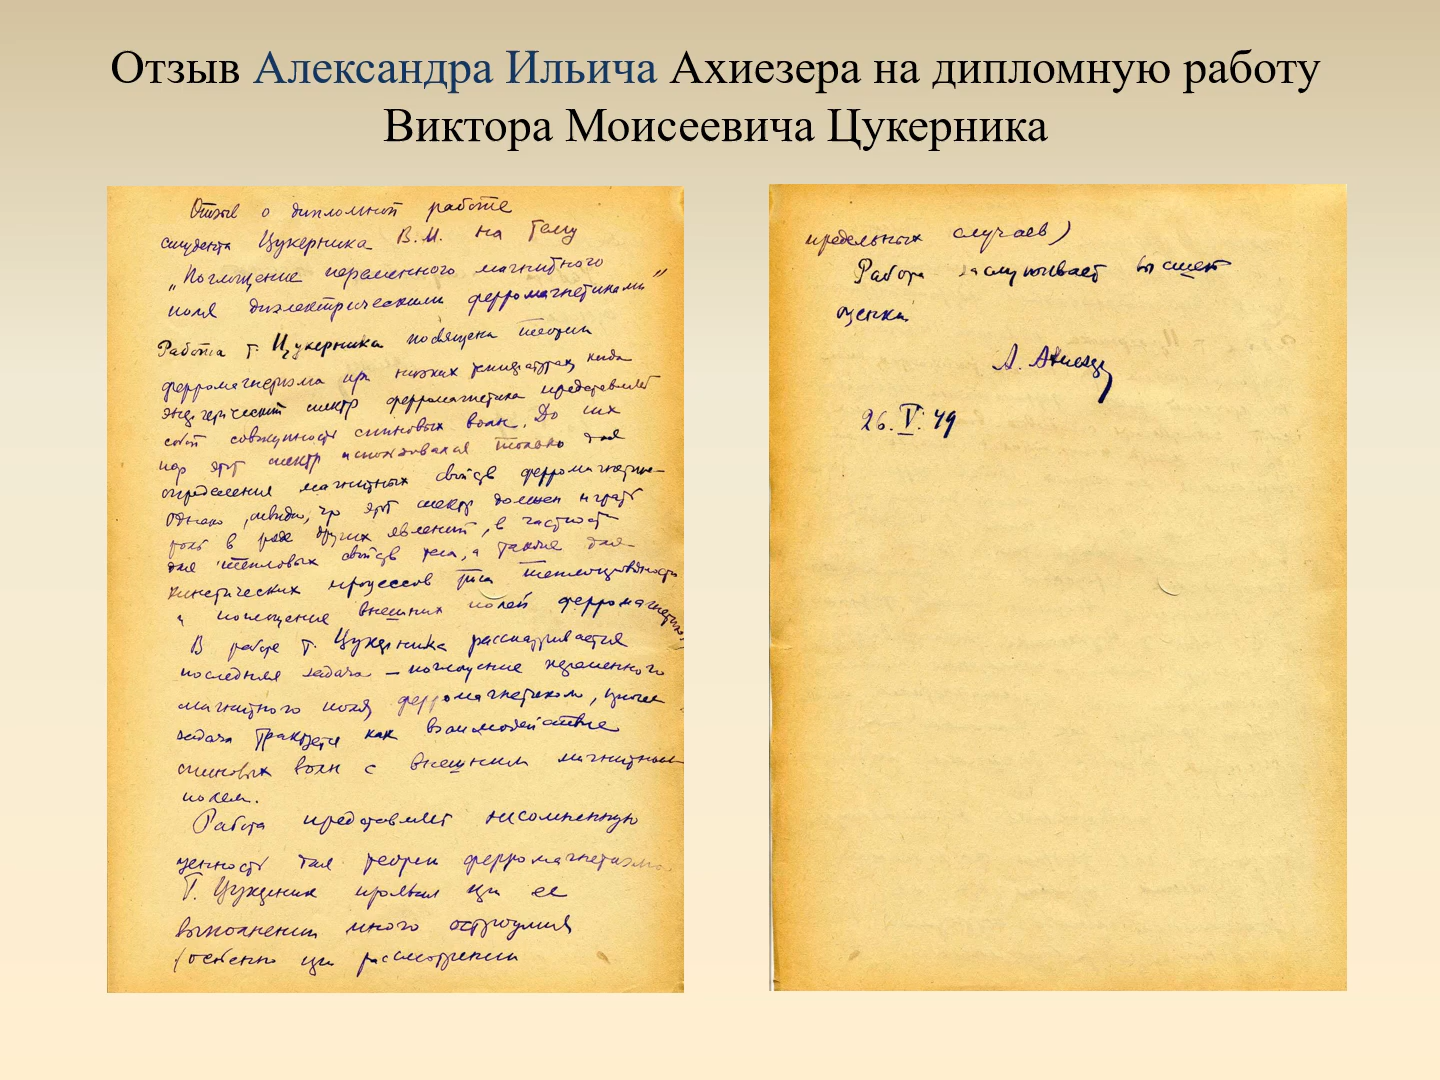 Отзыв Александра Ильича Ахиезера на дипломную работу
Виктора Моисеевича Цукерника
Отзыв о дипломной работе
студента Цукерника В.М. на тему
„Поглощение переменного магнитного
поля диэлектрическими ферромагнетиками"
Работа т. Цукерника посвящена теории
ферромагнетизма при низких температурах, когда
энергетический спектр ферромагнетика представляет
собой совокупность спиновых волн. До сих
пор этот спектр использовался только для
определения магнитных свойств ферромагнетиков
Однако, очевидно, что этот спектр должен играть
роль в ряде других явлений, в частности
для тепловых свойств тела, а также для
кинетических процессов типа теплопроводности
и поглощения внешних полей ферромагнетиком
В работе т. Цукерника рассматривается
последняя задача – поглощение переменного
магнитного поля ферромагнетиком, причем
задача трактуется как взаимодействие
спиновых волн с внешним магнитным
полем.
Работа представляет несомненную
ценность для теории ферромагнетизма
Т. Цукерник проявил при ее
выполнении много остроумия
(особенно при рассмотрении
предельных случаев)
Работа заслуживает высшей
оценки
А. Ахиезер
26.V.49